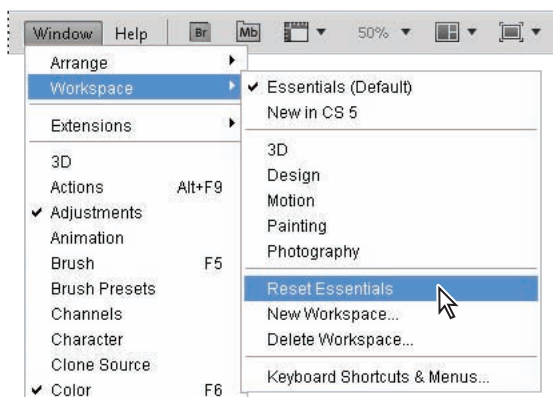 Window Help Br Mb 50%
Arrange
Workspace
Extensions
3D
Actions Alt+F9
Adjustments
Animation
Brush F5
Brush Presets
Channels
Character
Clone Source
Color F6
Essentials (Default)
New in CS 5
3D
Design
Motion
Painting
Photography
Reset Essentials
New Workspace...
Delete Workspace...
Keyboard Shortcuts & Menus...